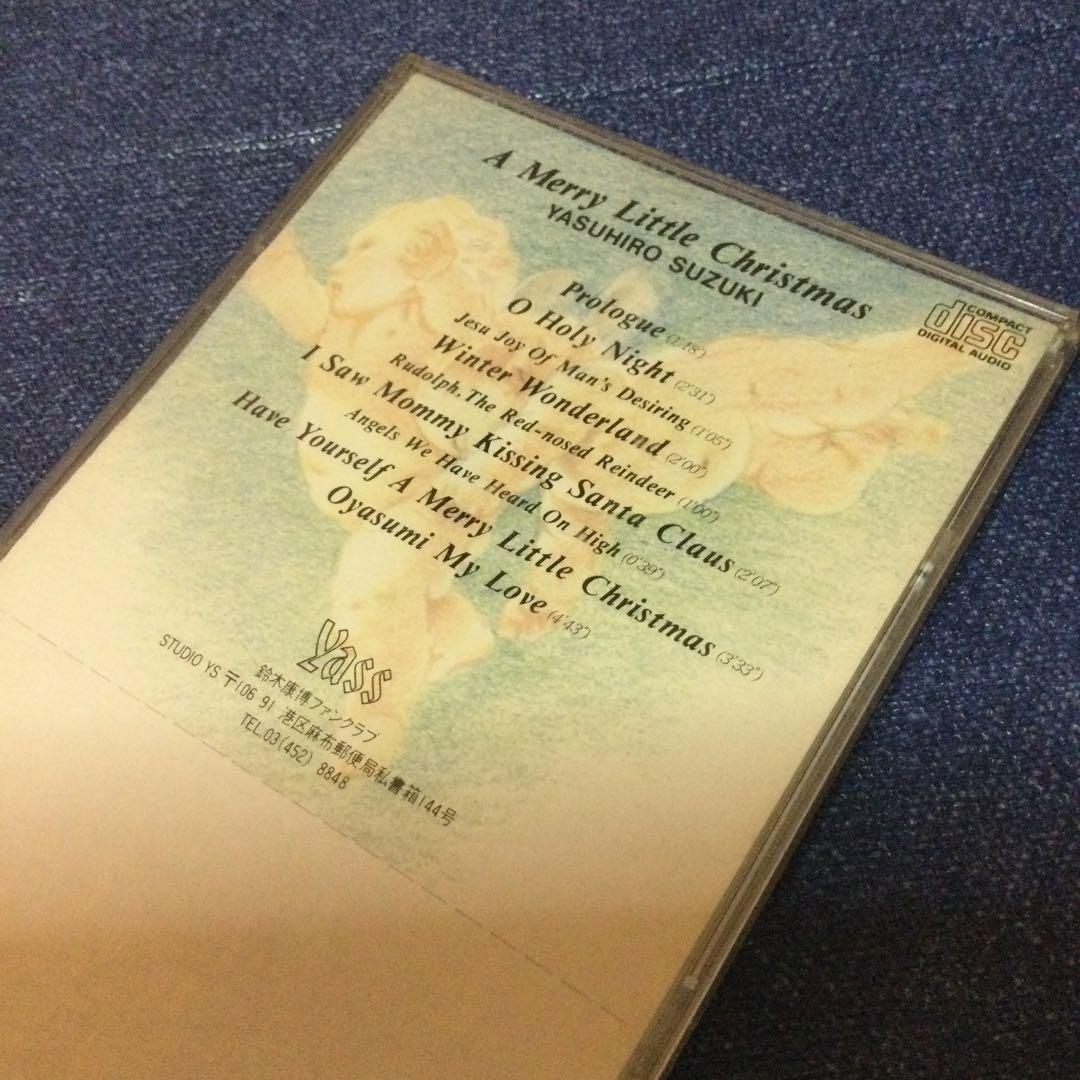 A Merry Little Christmas
YASUHIRO SUZUKI
COMPACT
disc
DIGITAL AUDIO
Prologue (1'18")
O Holy Night (2'31")
Jesu Joy Of Man's Desiring (1'05")
Winter Wonderland (2'00")
Rudolph, The Red-nosed Reindeer (1'00")
I Saw Mommy Kissing Santa Claus (2'07")
Angels We Have Heard On High (0'39")
Have Yourself A Merry Little Christmas (3'33")
Oyasumi My Love (4'43")
Yass
鈴木康博ファンクラブ
STUDIO YS 〒106 91 港区麻布郵便局私書箱144号
TEL.03(452) 8848